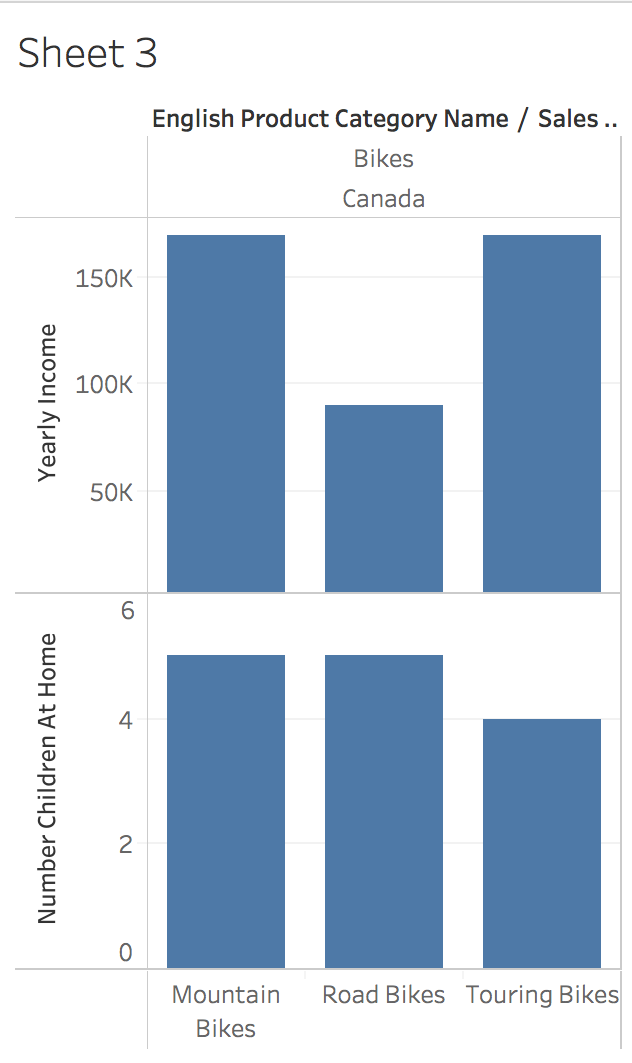 Sheet 3
English Product Category Name / Sales ..
Bikes
Canada
150K
100K
50K
Yearly Income
6
4
2
0
Number Children At Home
Mountain
Bikes
Road Bikes
Touring Bikes